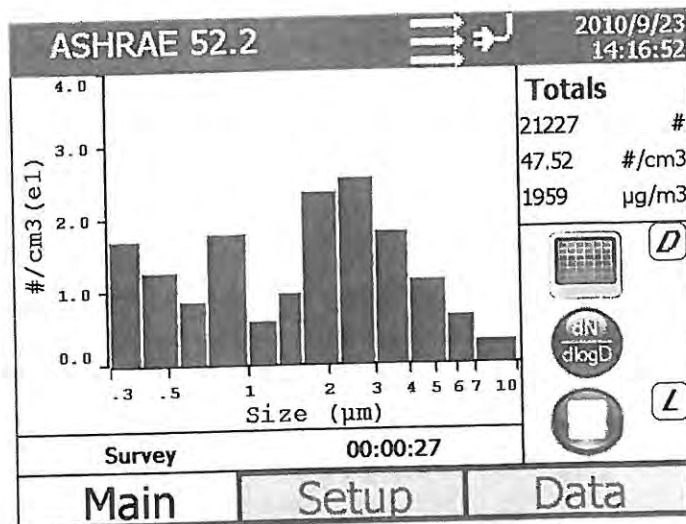 ASHRAE 52.2
2010/9/23
14:16:52
4.0
3.0
2.0
1.0
0.0
#/cm3(el)
.3 .5 1 2 3 4 5 6 7 10
Size (µm)
Totals
21227 #
47.52 #/cm3
1959 µg/m3
D
dN
dlogD
L
Survey 00:00:27
Main Setup Data